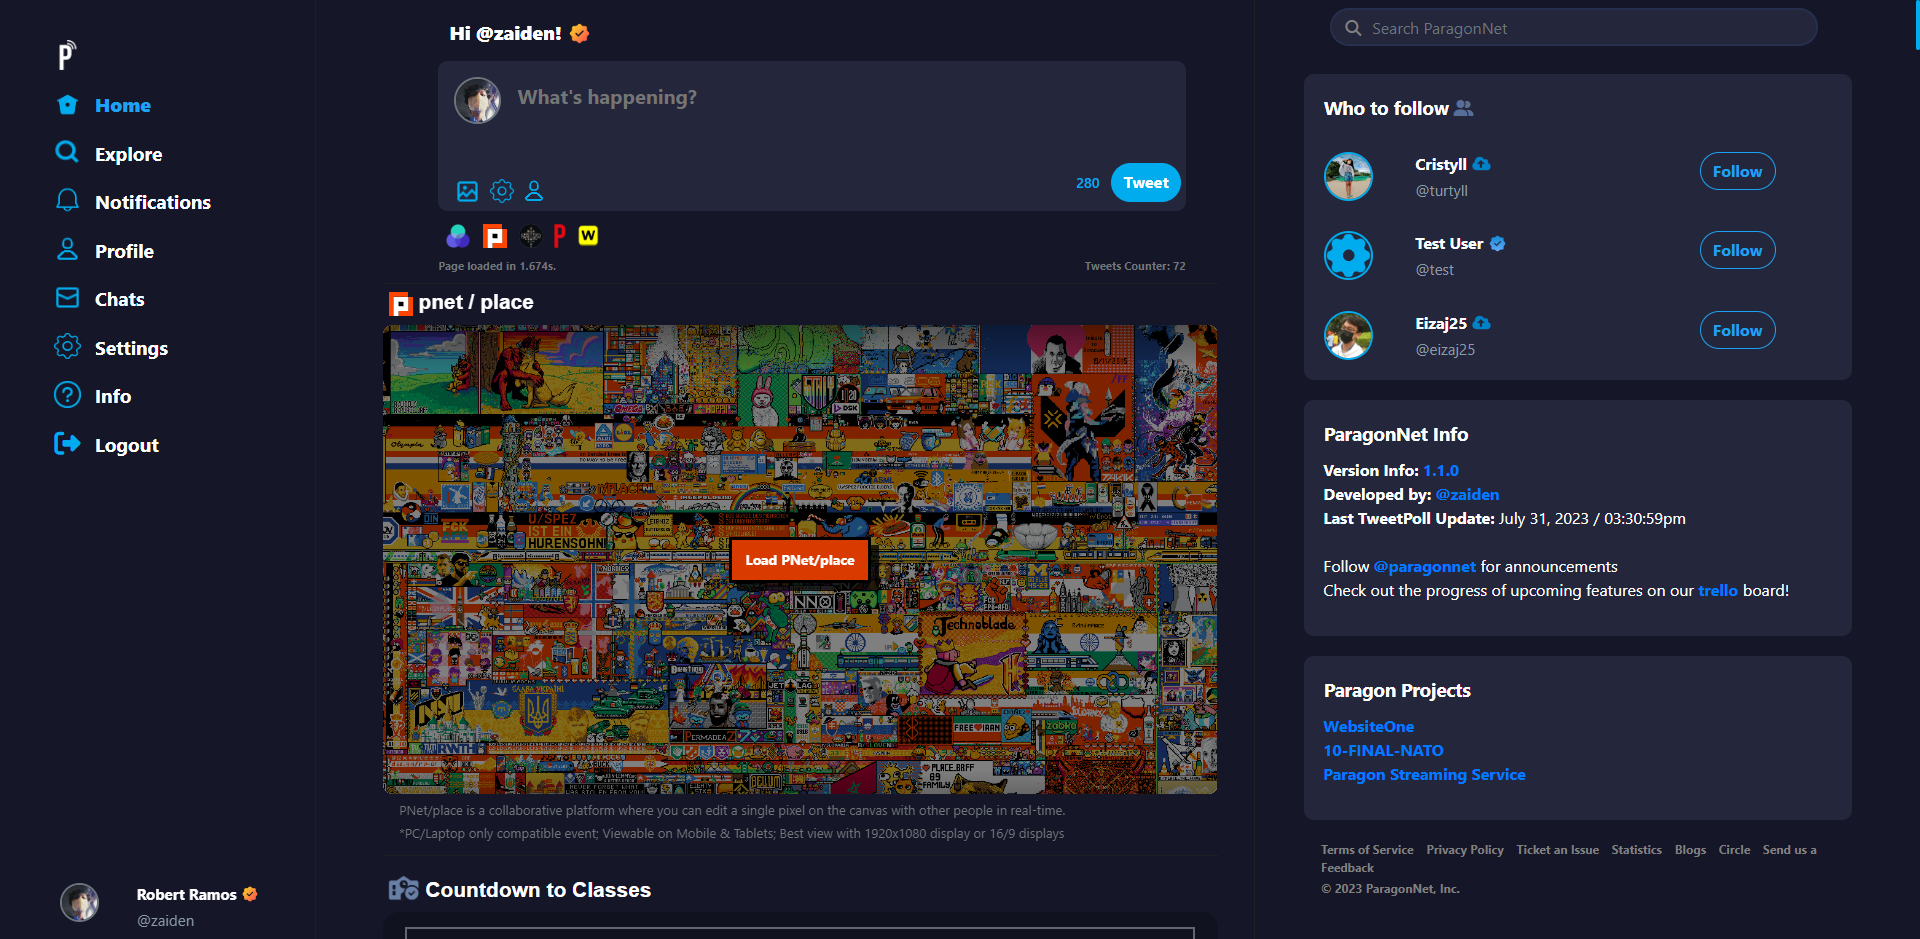 P
Home
Explore
Notifications
Profile
Chats
Settings
Info
Logout
Robert Ramos
@zaiden
Hi @zaiden!
What's happening?
280
Tweet
P
W
Page loaded in 1.674s.
Tweets Counter: 72
pnet / place
U/SPEZ
IST EIN
HURENSOHN
Technoblade
Load PNet/place
PNet/place is a collaborative platform where you can edit a single pixel on the canvas with other people in real-time.
*PC/Laptop only compatible event; Viewable on Mobile & Tablets; Best view with 1920x1080 display or 16/9 displays
Countdown to Classes
Search ParagonNet
Who to follow
Cristyll
@turtyll
Follow
Test User
@test
Follow
Eizaj25
@eizaj25
Follow
ParagonNet Info
Version Info: 1.1.0
Developed by: @zaiden
Last TweetPoll Update: July 31, 2023 / 03:30:59pm
Follow @paragonnet for announcements
Check out the progress of upcoming features on our trello board!
Paragon Projects
WebsiteOne
10-FINAL-NATO
Paragon Streaming Service
Terms of Service Privacy Policy Ticket an Issue Statistics Blogs Circle Send us a
Feedback
© 2023 ParagonNet, Inc.